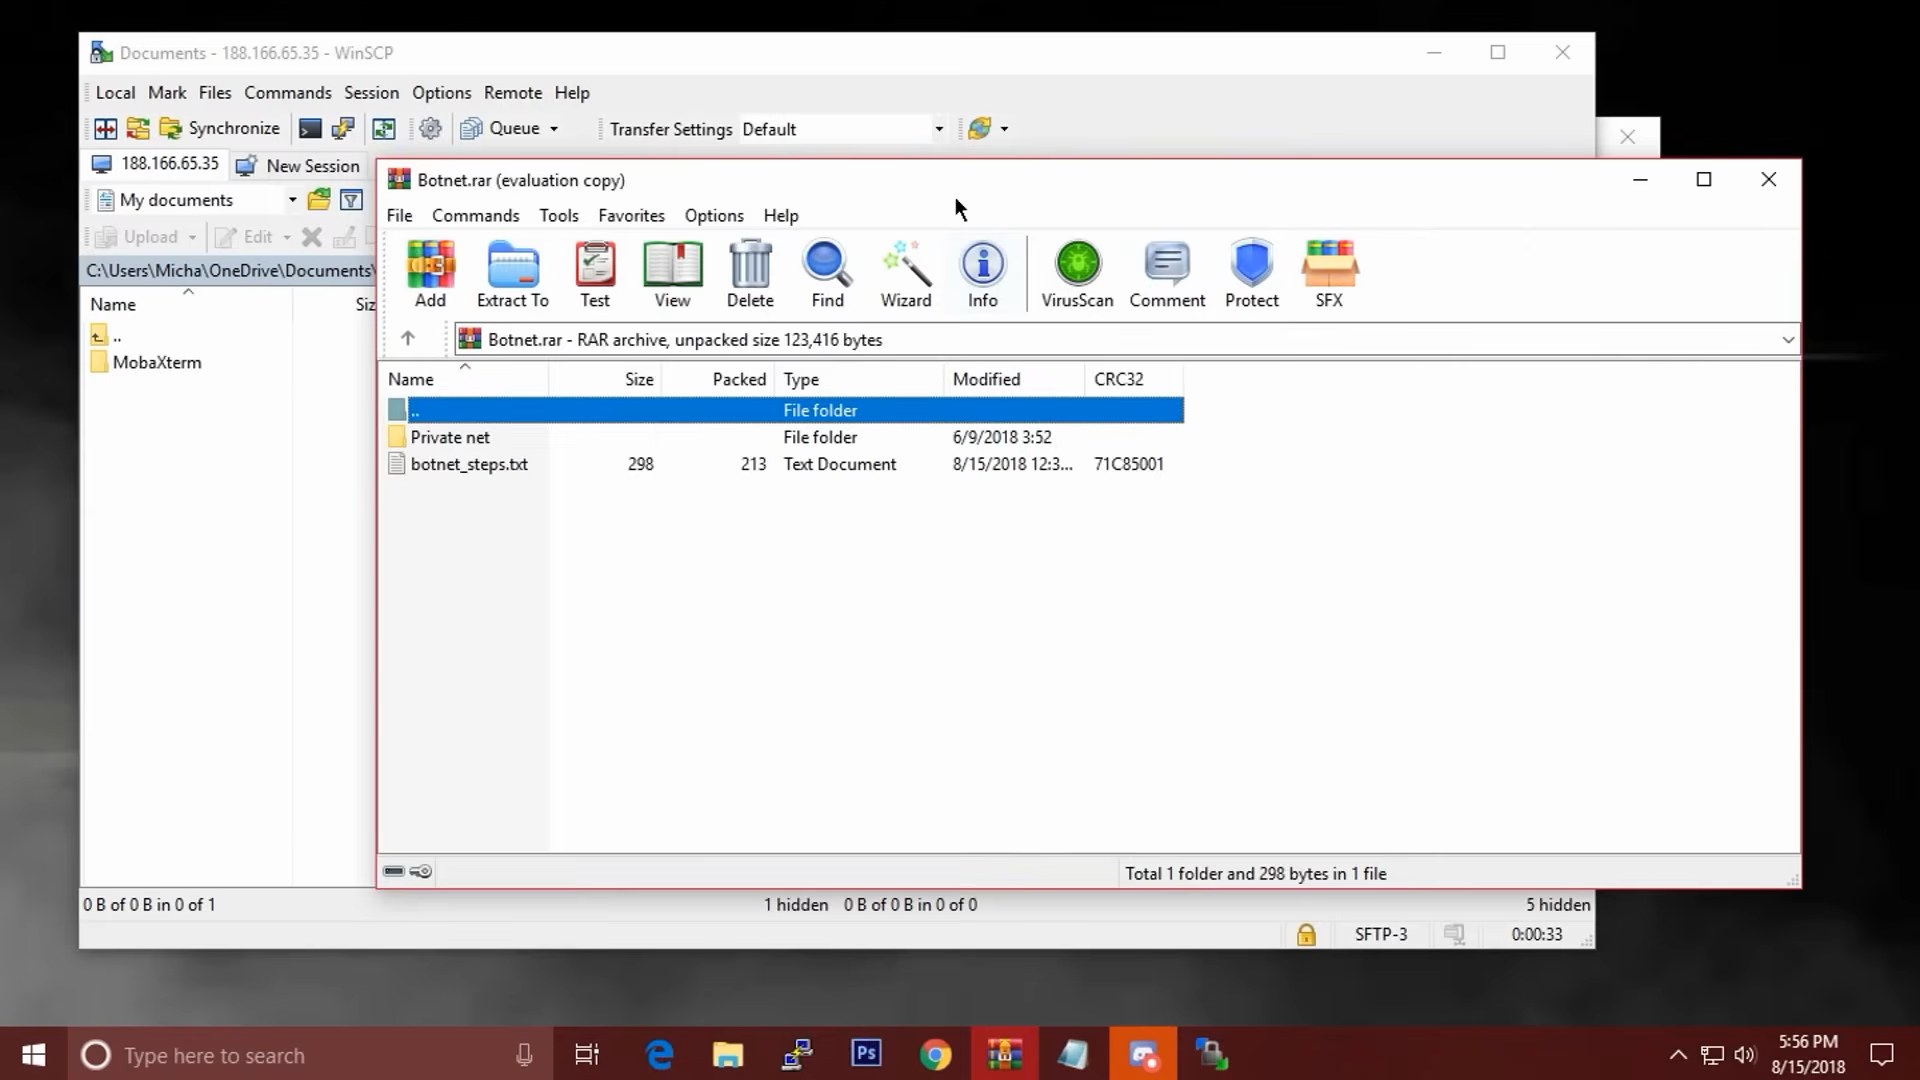 Documents - 188.166.65.35 - WinSCP
Local Mark Files Commands Session Options Remote Help
Synchronize Queue Transfer Settings Default
188.166.65.35 New Session
My documents
Upload Edit
C:\Users\Micha\OneDrive\Documents\
Name Siz
..
MobaXterm
Botnet.rar (evaluation copy)
File Commands Tools Favorites Options Help
Add Extract To Test View Delete Find Wizard Info VirusScan Comment Protect SFX
Botnet.rar - RAR archive, unpacked size 123,416 bytes
Name Size Packed Type Modified CRC32
.. File folder
Private net File folder 6/9/2018 3:52
botnet_steps.txt 298 213 Text Document 8/15/2018 12:3... 71C85001
Total 1 folder and 298 bytes in 1 file
0 B of 0 B in 0 of 1 1 hidden 0 B of 0 B in 0 of 0 5 hidden
SFTP-3 0:00:33
Type here to search
Ps
5:56 PM
8/15/2018